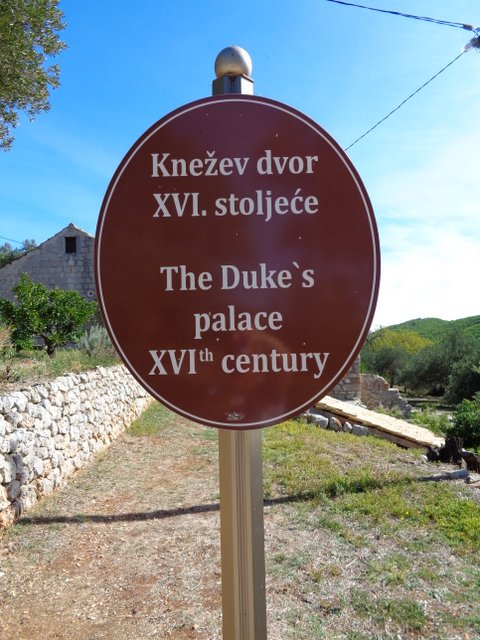 Knežev dvor
XVI. stoljeće
The Duke`s
palace
XVIth century